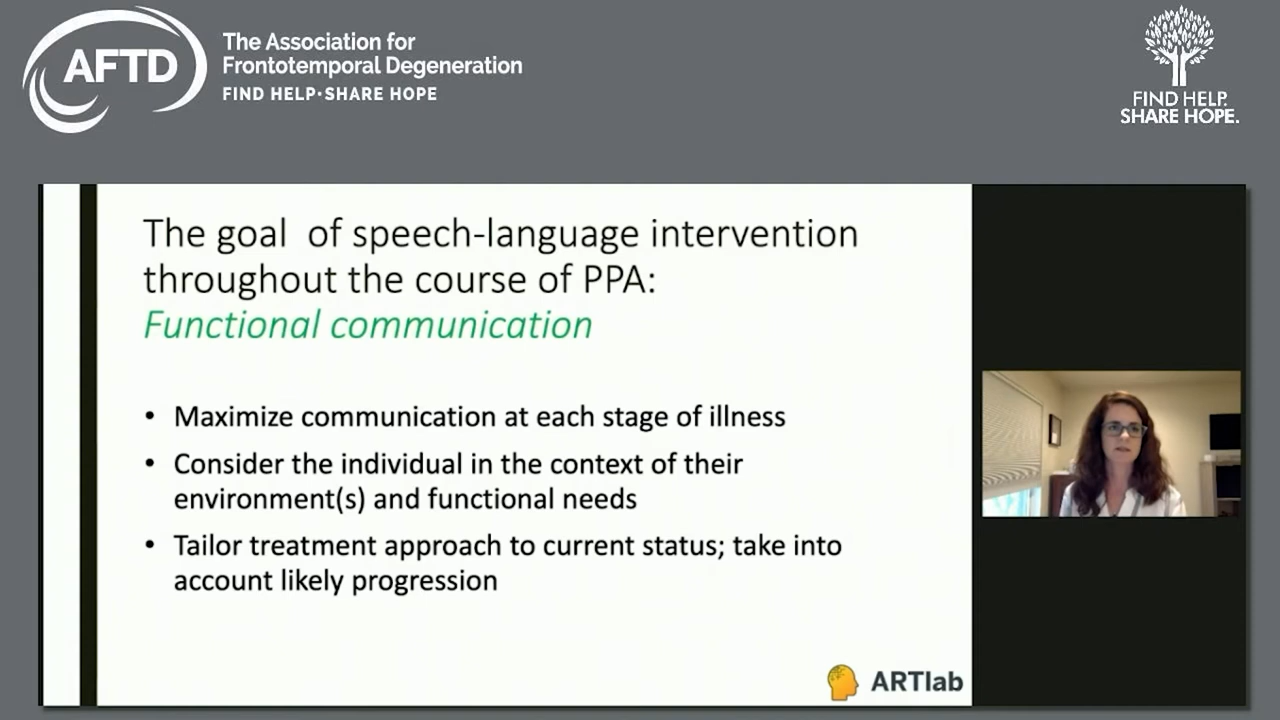 AFTD
The Association for
Frontotemporal Degeneration
FIND HELP•SHARE HOPE
FIND HELP.
SHARE HOPE.
The goal  of speech-language intervention
throughout the course of PPA:
Functional communication
• Maximize communication at each stage of illness
• Consider the individual in the context of their
environment(s) and functional needs
• Tailor treatment approach to current status; take into
account likely progression
ARTlab